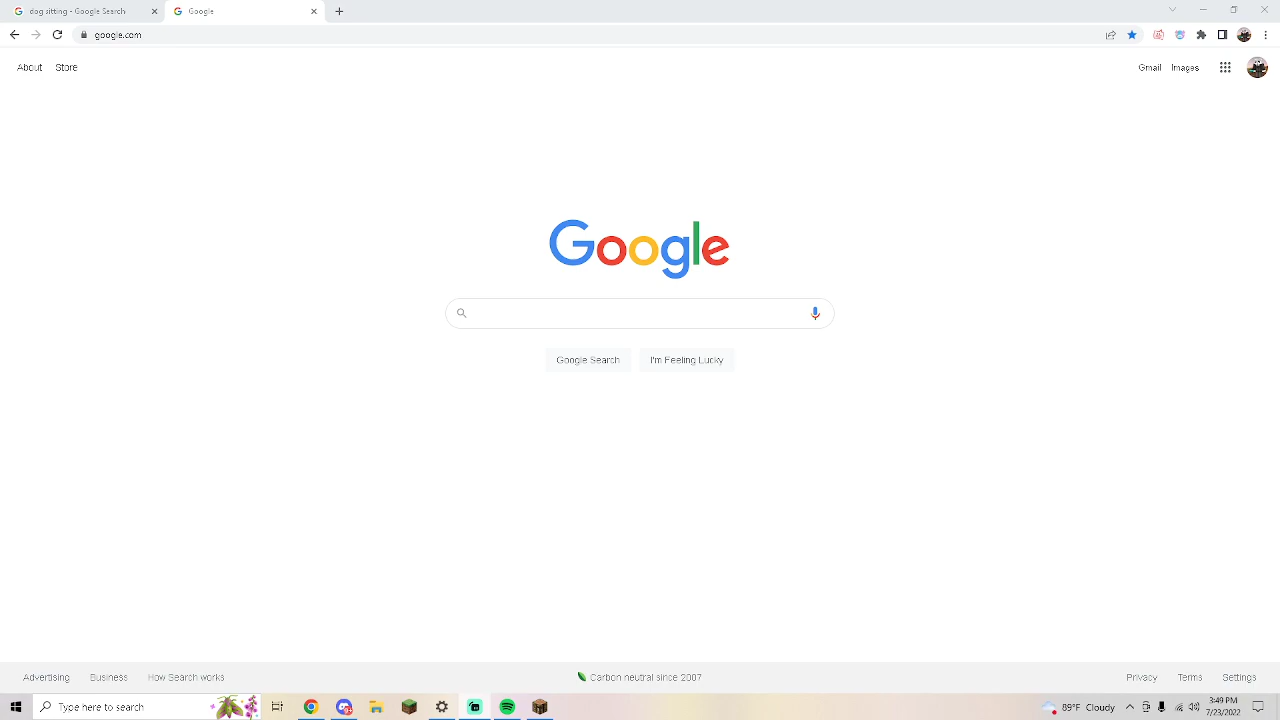 dog sitting - Google Search
Google
google.com
About Store
Gmail Images
Google
Google Search I'm Feeling Lucky
Advertising Business How Search works
Carbon neutral since 2007
Privacy Terms Settings
Type here to search
89°F Cloudy
3:49 PM
7/23/2022